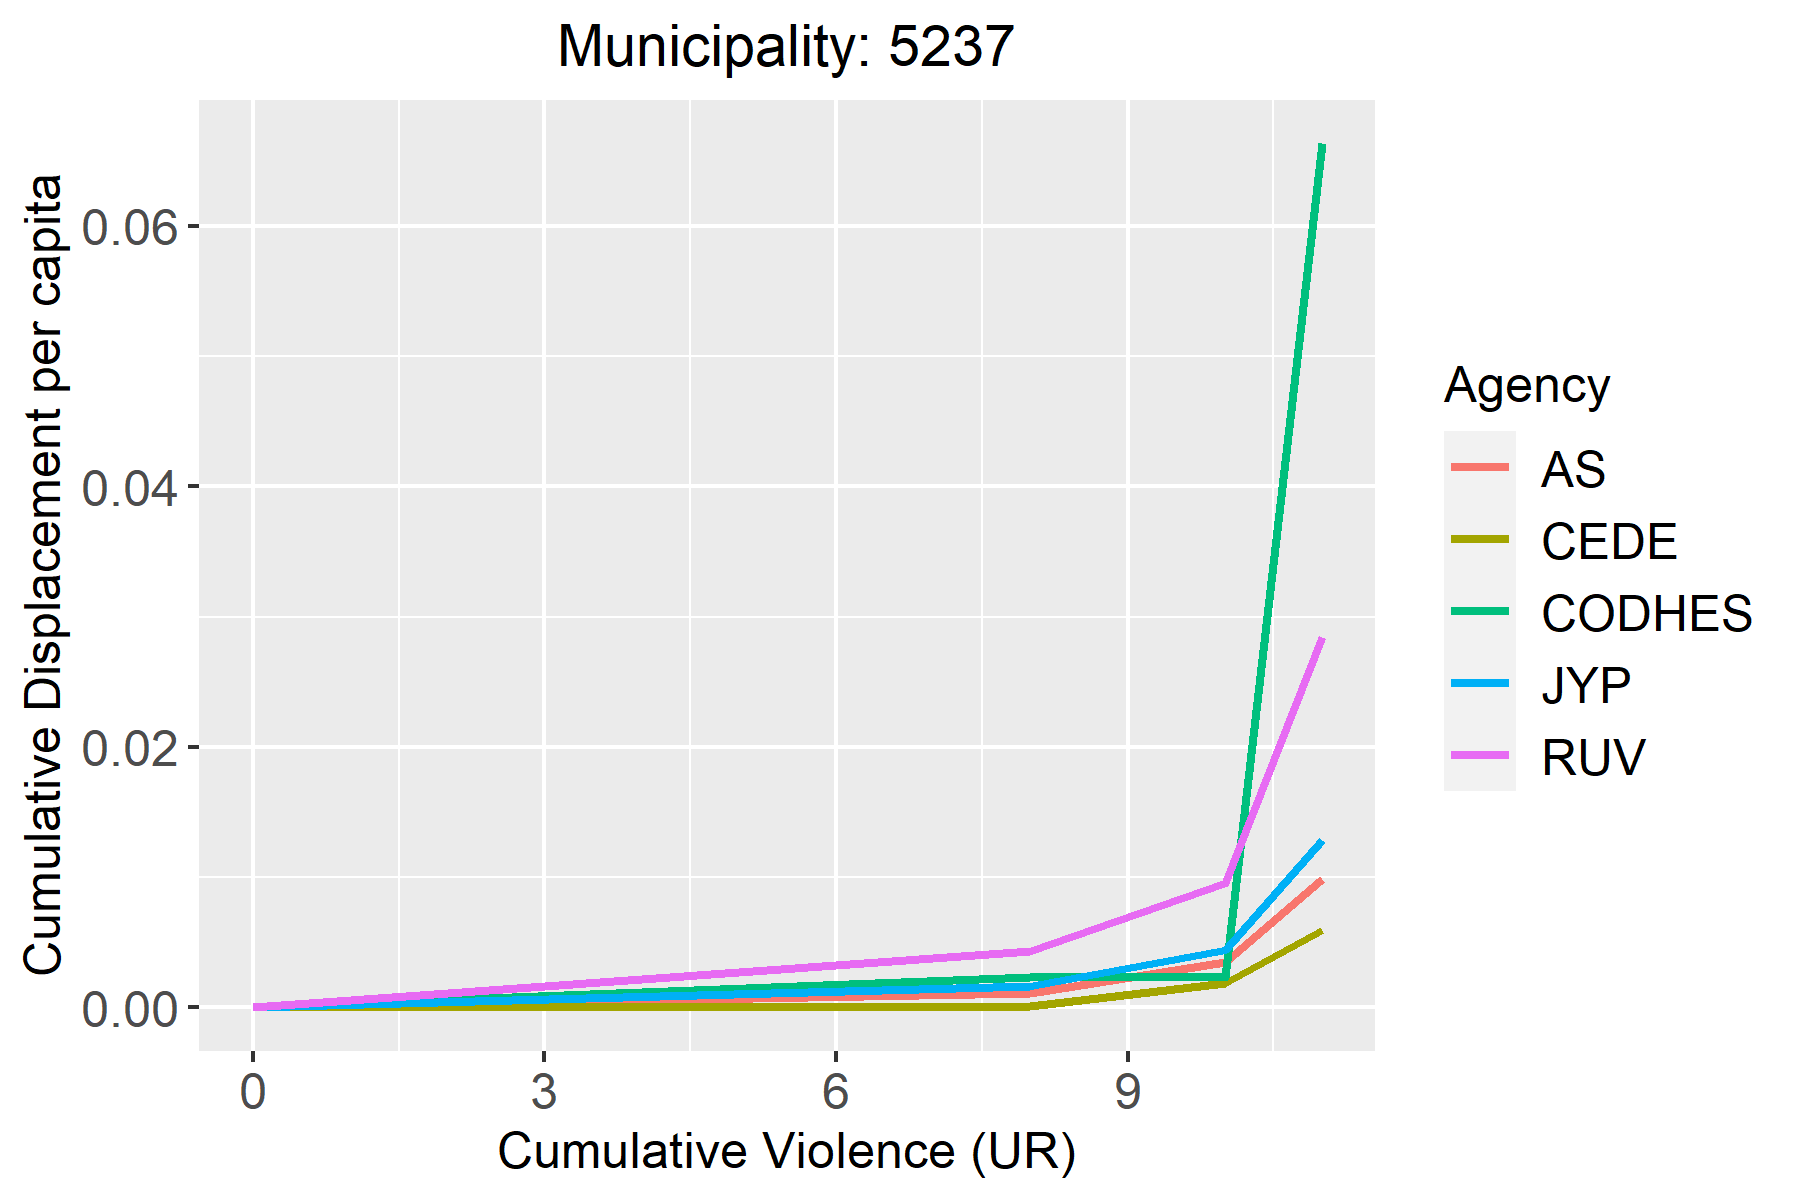 Municipality: 5237
Cumulative Displacement per capita
0.06
0.04
0.02
0.00
0 3 6 9
Cumulative Violence (UR)
Agency
AS
CEDE
CODHES
JYP
RUV